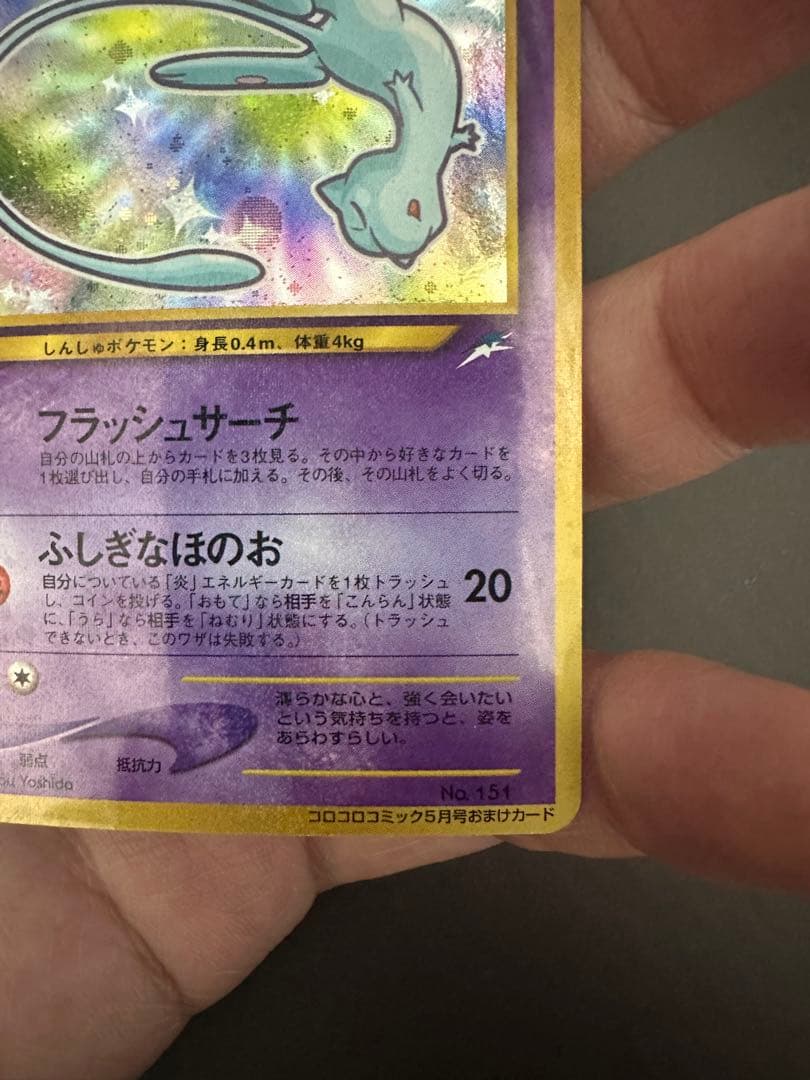 しんしゅポケモン：身長0.4m、体重4kg
フラッシュサーチ
自分の山札の上からカードを3枚見る。その中から好きなカードを
1枚選び出し、自分の手札に加える。その後、その山札をよく切る。
ふしぎなほのお
自分についている「炎」エネルギーカードを1枚トラッシュ
し、コインを投げる。「おもて」なら相手を「こんらん」状態
に、「うら」なら相手を「ねむり」状態にする。（トラッシュ
できないとき、このワザは失敗する。）
20
清らかな心と、強く会いたい
という気持ちを持つと、姿を
あらわすらしい。
弱点
抵抗力
Yoshida
No. 151
コロコロコミック5月号おまけカード